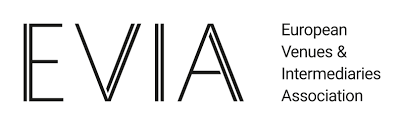 EVIA
European
Venues &
Intermediaries
Association